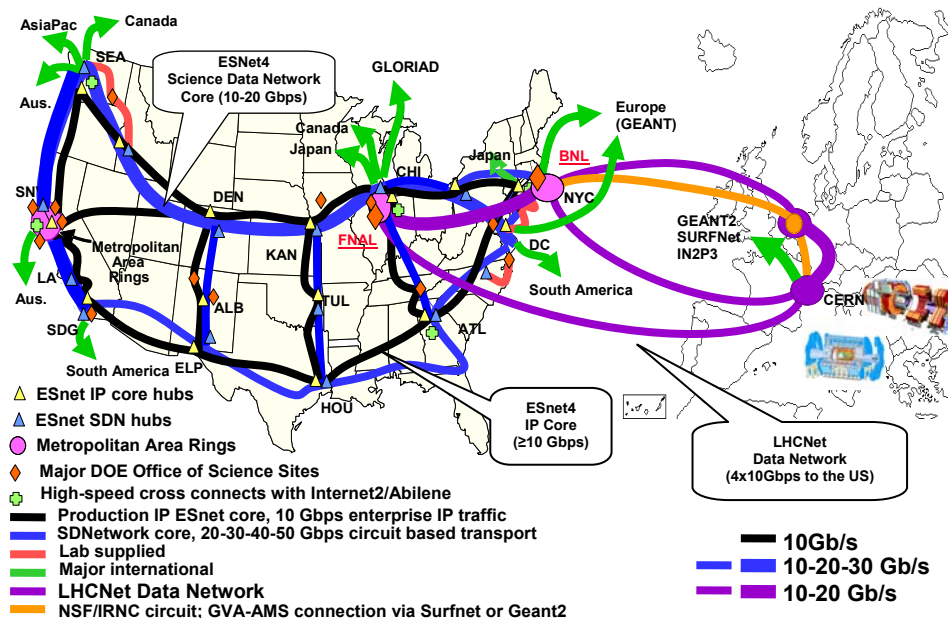 AsiaPac
Canada
SEA
ESNet4
Science Data Network
Core (10-20 Gbps)
GLORIAD
Aus.
Canada
Japan
Europe
(GEANT)
Japan
BNL
CHI
SNV
DEN
NYC
GEANT2
SURFNet
IN2P3
FNAL
KAN
DC
Metropolitan
Area
Rings
South America
LA
Aus.
ALB
TUL
ATL
CERN
SDG
South America
ELP
HOU
ESnet IP core hubs
ESnet SDN hubs
Metropolitan Area Rings
Major DOE Office of Science Sites
High-speed cross connects with Internet2/Abilene
Production IP ESnet core, 10 Gbps enterprise IP traffic
SDNetwork core, 20-30-40-50 Gbps circuit based transport
Lab supplied
Major international
LHCNet Data Network
NSF/IRNC circuit; GVA-AMS connection via Surfnet or Geant2
ESnet4
IP Core
(≥10 Gbps)
LHCNet
Data Network
(4x10Gbps to the US)
10Gb/s
10-20-30 Gb/s
10-20 Gb/s